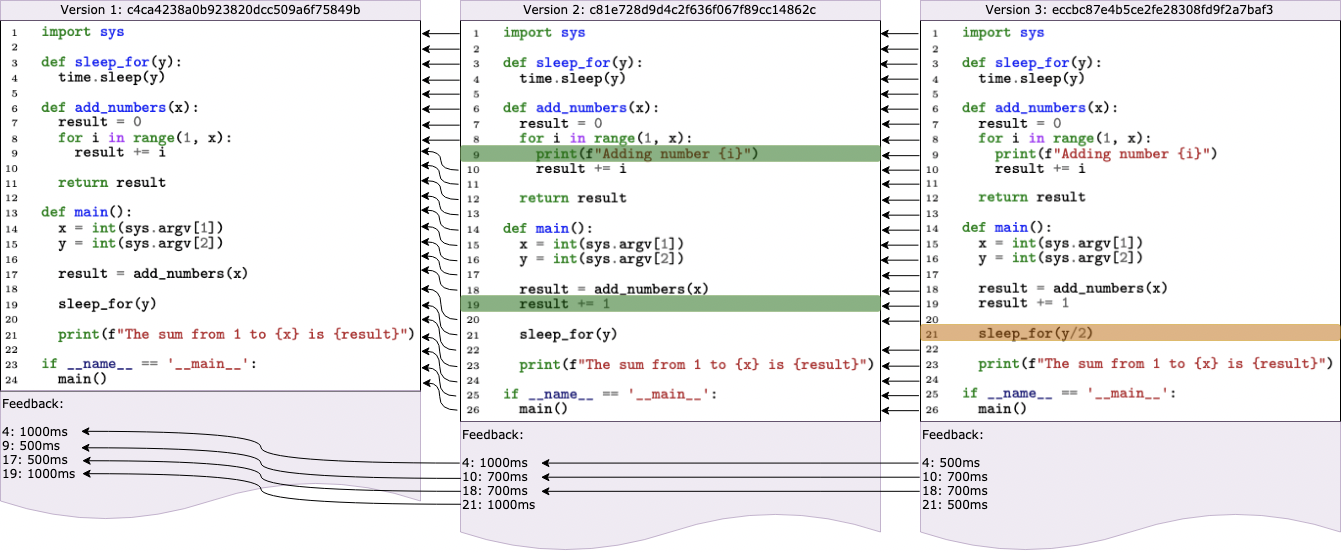 Version 1: c4ca4238a0b923820dcc509a6f75849b
1 import sys
2
3 def sleep_for(y):
4 time.sleep(y)
5
6 def add_numbers(x):
7 result = 0
8 for i in range(1, x):
9 result += i
10
11 return result
12
13 def main():
14 x = int(sys.argv[1])
15 y = int(sys.argv[2])
16
17 result = add_numbers(x)
18
19 sleep_for(y)
20
21 print(f"The sum from 1 to {x} is {result}")
22
23 if __name__ == '__main__':
24 main()
Feedback:
4: 1000ms
9: 500ms
17: 500ms
19: 1000ms
Version 2: c81e728d9d4c2f636f067f89cc14862c
1 import sys
2
3 def sleep_for(y):
4 time.sleep(y)
5
6 def add_numbers(x):
7 result = 0
8 for i in range(1, x):
9 print(f"Adding number {i}")
10 result += i
11
12 return result
13
14 def main():
15 x = int(sys.argv[1])
16 y = int(sys.argv[2])
17
18 result = add_numbers(x)
19 result += 1
20
21 sleep_for(y)
22
23 print(f"The sum from 1 to {x} is {result}")
24
25 if __name__ == '__main__':
26 main()
Feedback:
4: 1000ms
10: 700ms
18: 700ms
21: 1000ms
Version 3: eccbc87e4b5ce2fe28308fd9f2a7baf3
1 import sys
2
3 def sleep_for(y):
4 time.sleep(y)
5
6 def add_numbers(x):
7 result = 0
8 for i in range(1, x):
9 print(f"Adding number {i}")
10 result += i
11
12 return result
13
14 def main():
15 x = int(sys.argv[1])
16 y = int(sys.argv[2])
17
18 result = add_numbers(x)
19 result += 1
20
21 sleep_for(y/2)
22
23 print(f"The sum from 1 to {x} is {result}")
24
25 if __name__ == '__main__':
26 main()
Feedback:
4: 500ms
10: 700ms
18: 700ms
21: 500ms